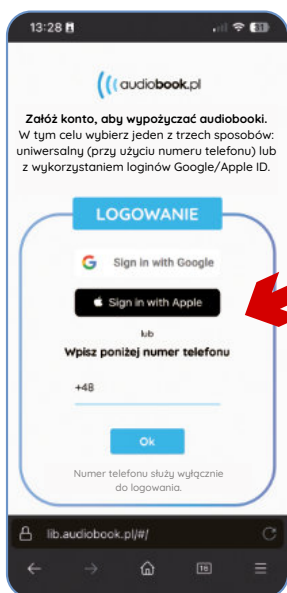 13:28
31
audiobook.pl
Załóż konto, aby wypożyczać audiobooki.
W tym celu wybierz jeden z trzech sposobów:
uniwersalny (przy użyciu numeru telefonu) lub
z wykorzystaniem loginów Google/Apple ID.
LOGOWANIE
Sign in with Google
Sign in with Apple
lub
Wpisz poniżej numer telefonu
+48
Ok
Numer telefonu służy wyłącznie
do logowania.
lib.audiobook.pl/#/
16